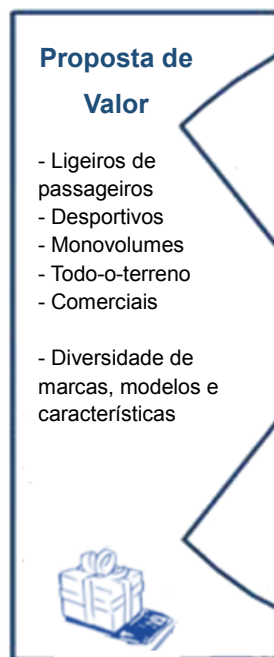 Proposta de
Valor
- Ligeiros de
passageiros
- Desportivos
- Monovolumes
- Todo-o-terreno
- Comerciais
- Diversidade de
marcas, modelos e
características